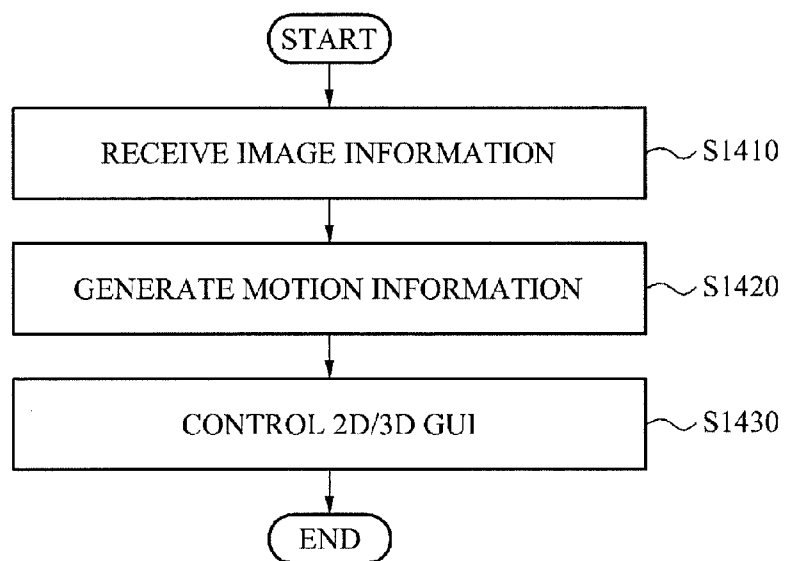 START
RECEIVE IMAGE INFORMATION
S1410
GENERATE MOTION INFORMATION
S1420
CONTROL 2D/3D GUI
S1430
END